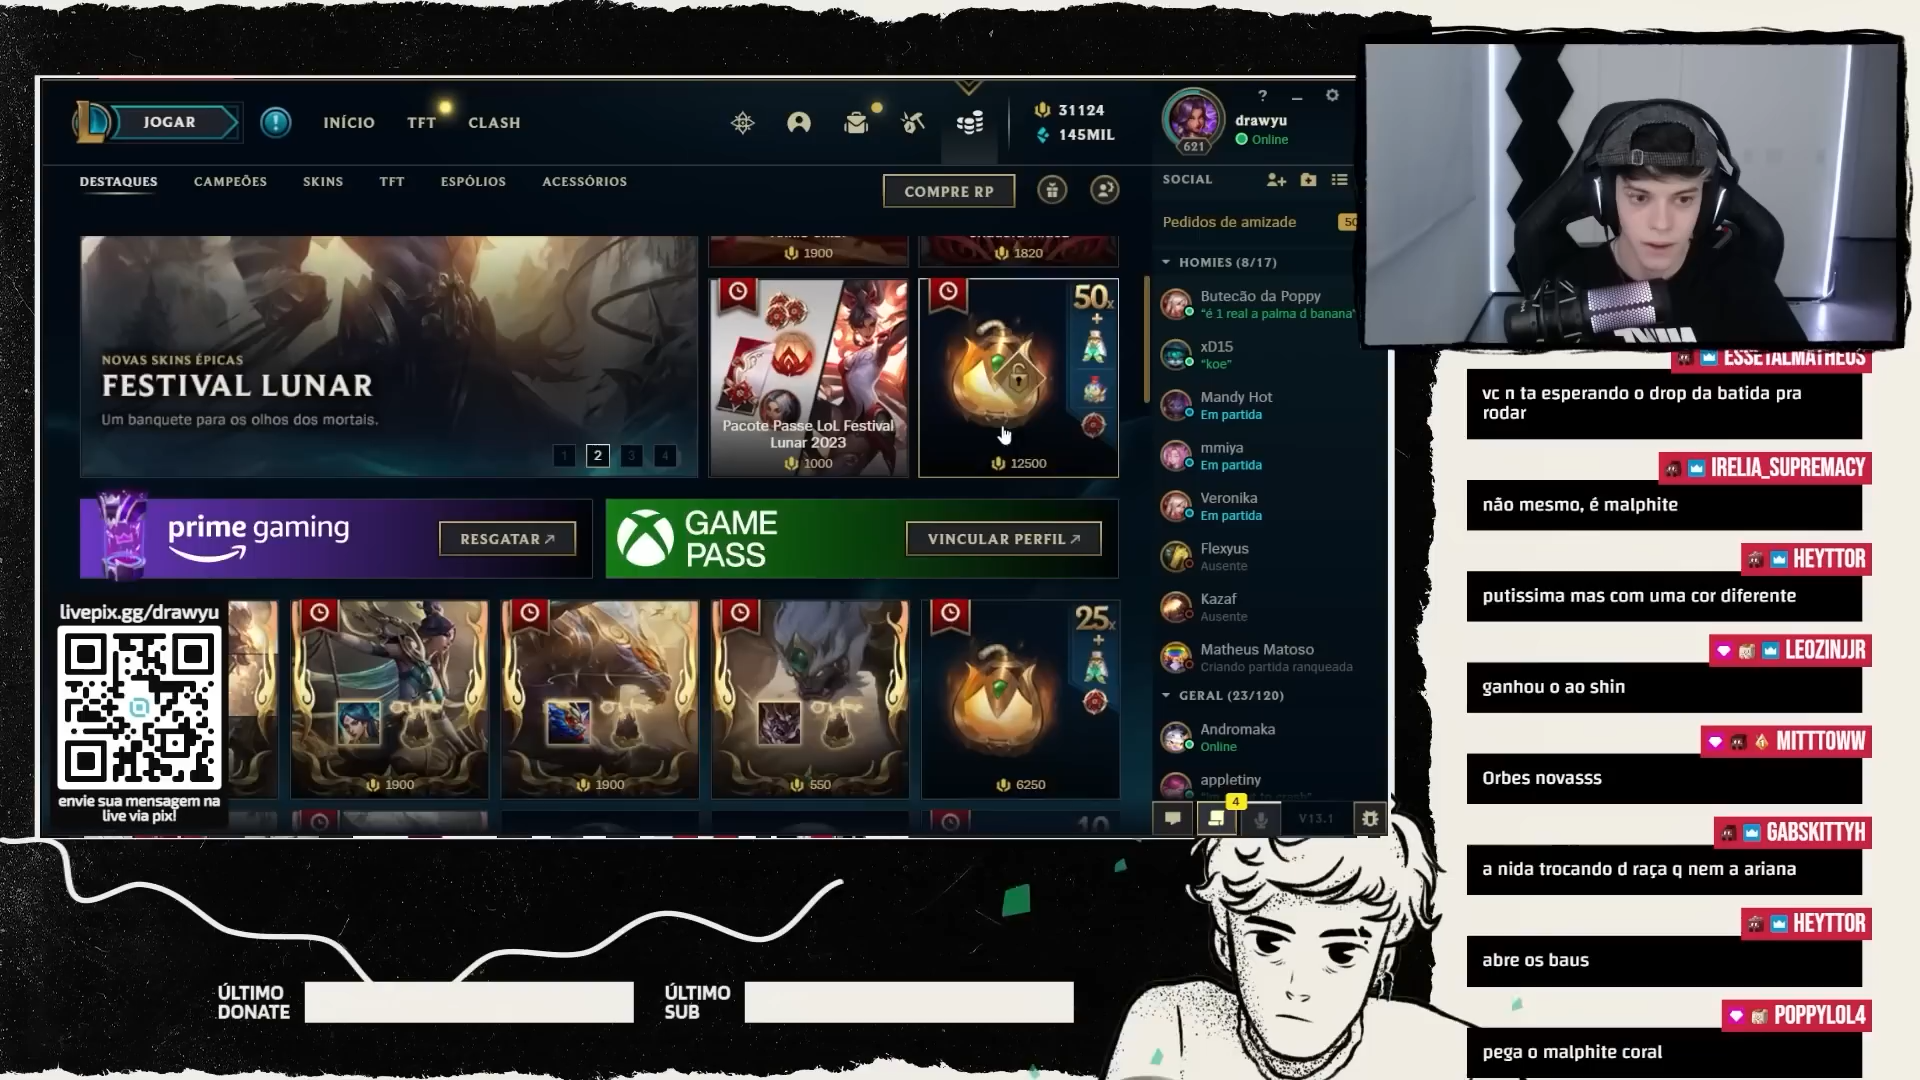 JOGAR
INÍCIO
TFT
CLASH
31124
145MIL
?
drawyu
Online
621
DESTAQUES
CAMPEÕES
SKINS
TFT
ESPÓLIOS
ACESSÓRIOS
COMPRE RP
SOCIAL
Pedidos de amizade
50
NOVAS SKINS ÉPICAS
FESTIVAL LUNAR
Um banquete para os olhos dos mortais.
1
2
3
4
1900
1820
Pacote Passe LoL Festival
Lunar 2023
1000
50x
+
12500
prime gaming
RESGATAR
GAME
PASS
VINCULAR PERFIL
1900
1900
550
25x
+
6250
10
HOMIES (8/17)
Butecão da Poppy
"é 1 real a palma d banana"
xD15
"koe"
Mandy Hot
Em partida
mmiya
Em partida
Veronika
Em partida
Flexyus
Ausente
Kazaf
Ausente
Matheus Matoso
Criando partida ranqueada
GERAL (23/120)
Andromaka
Online
appletiny
4
V13.1
livepix.gg/drawyu
envie sua mensagem na
live via pix!
ÚLTIMO
DONATE
ÚLTIMO
SUB
ESSETALMATHEUS
vc n ta esperando o drop da batida pra
rodar
IRELIA_SUPREMACY
não mesmo, é malphite
HEYTTOR
putissima mas com uma cor diferente
LEOZINJJR
ganhou o ao shin
MITTTOWW
Orbes novasss
GABSKITTYH
a nida trocando d raça q nem a ariana
HEYTTOR
abre os baus
POPPYLOL4
pega o malphite coral